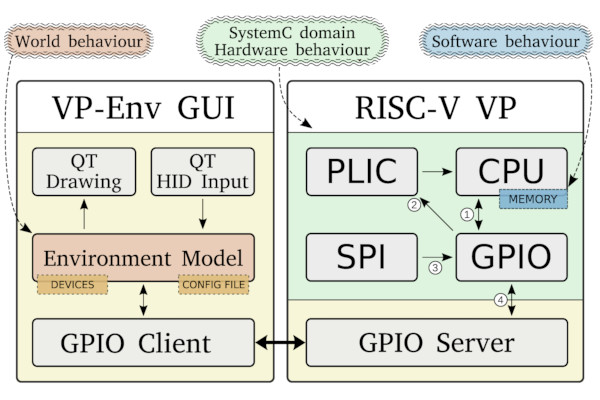 World behaviour
SystemC domain
Hardware behaviour
Software behaviour
VP-Env GUI
QT
Drawing
QT
HID Input
Environment Model
DEVICES
CONFIG FILE
GPIO Client
RISC-V VP
PLIC
CPU
MEMORY
2
1
SPI
3
GPIO
4
GPIO Server